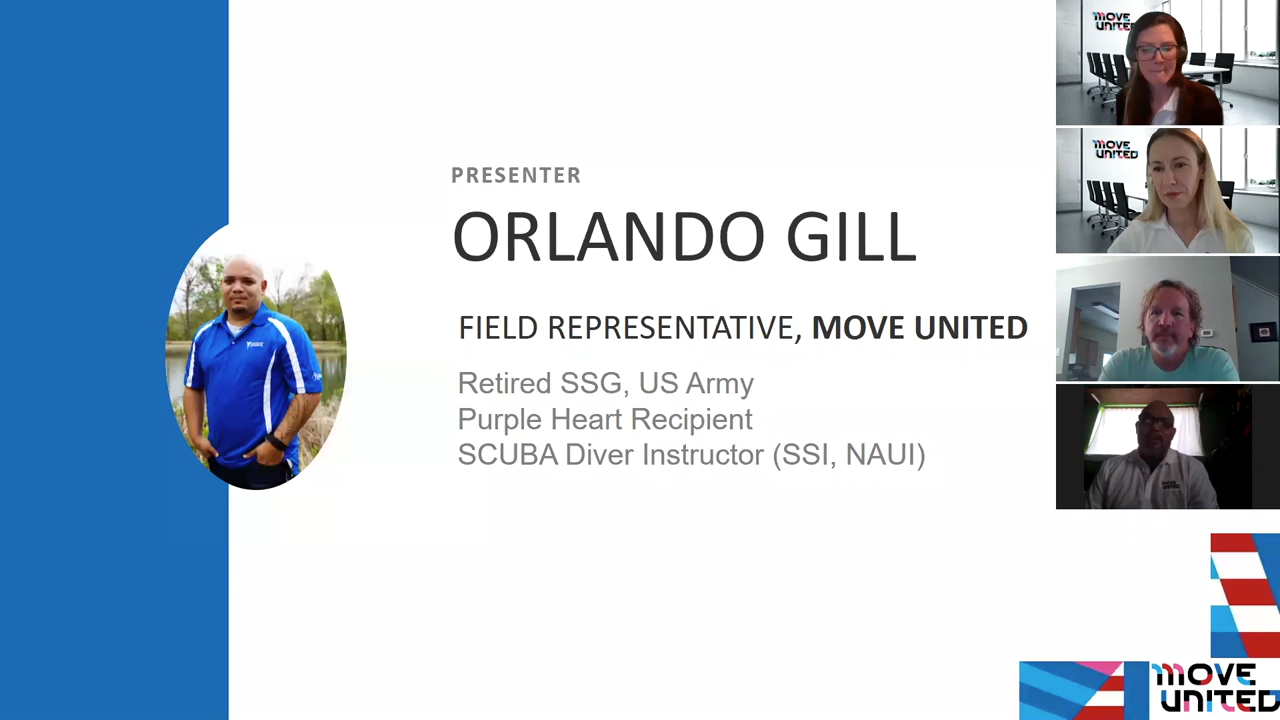 PRESENTER
ORLANDO GILL
FIELD REPRESENTATIVE, MOVE UNITED
Retired SSG, US Army
Purple Heart Recipient
SCUBA Diver Instructor (SSI, NAUI)
MOVE
UNITED
MOVE
UNITED
MOVE
UNITED